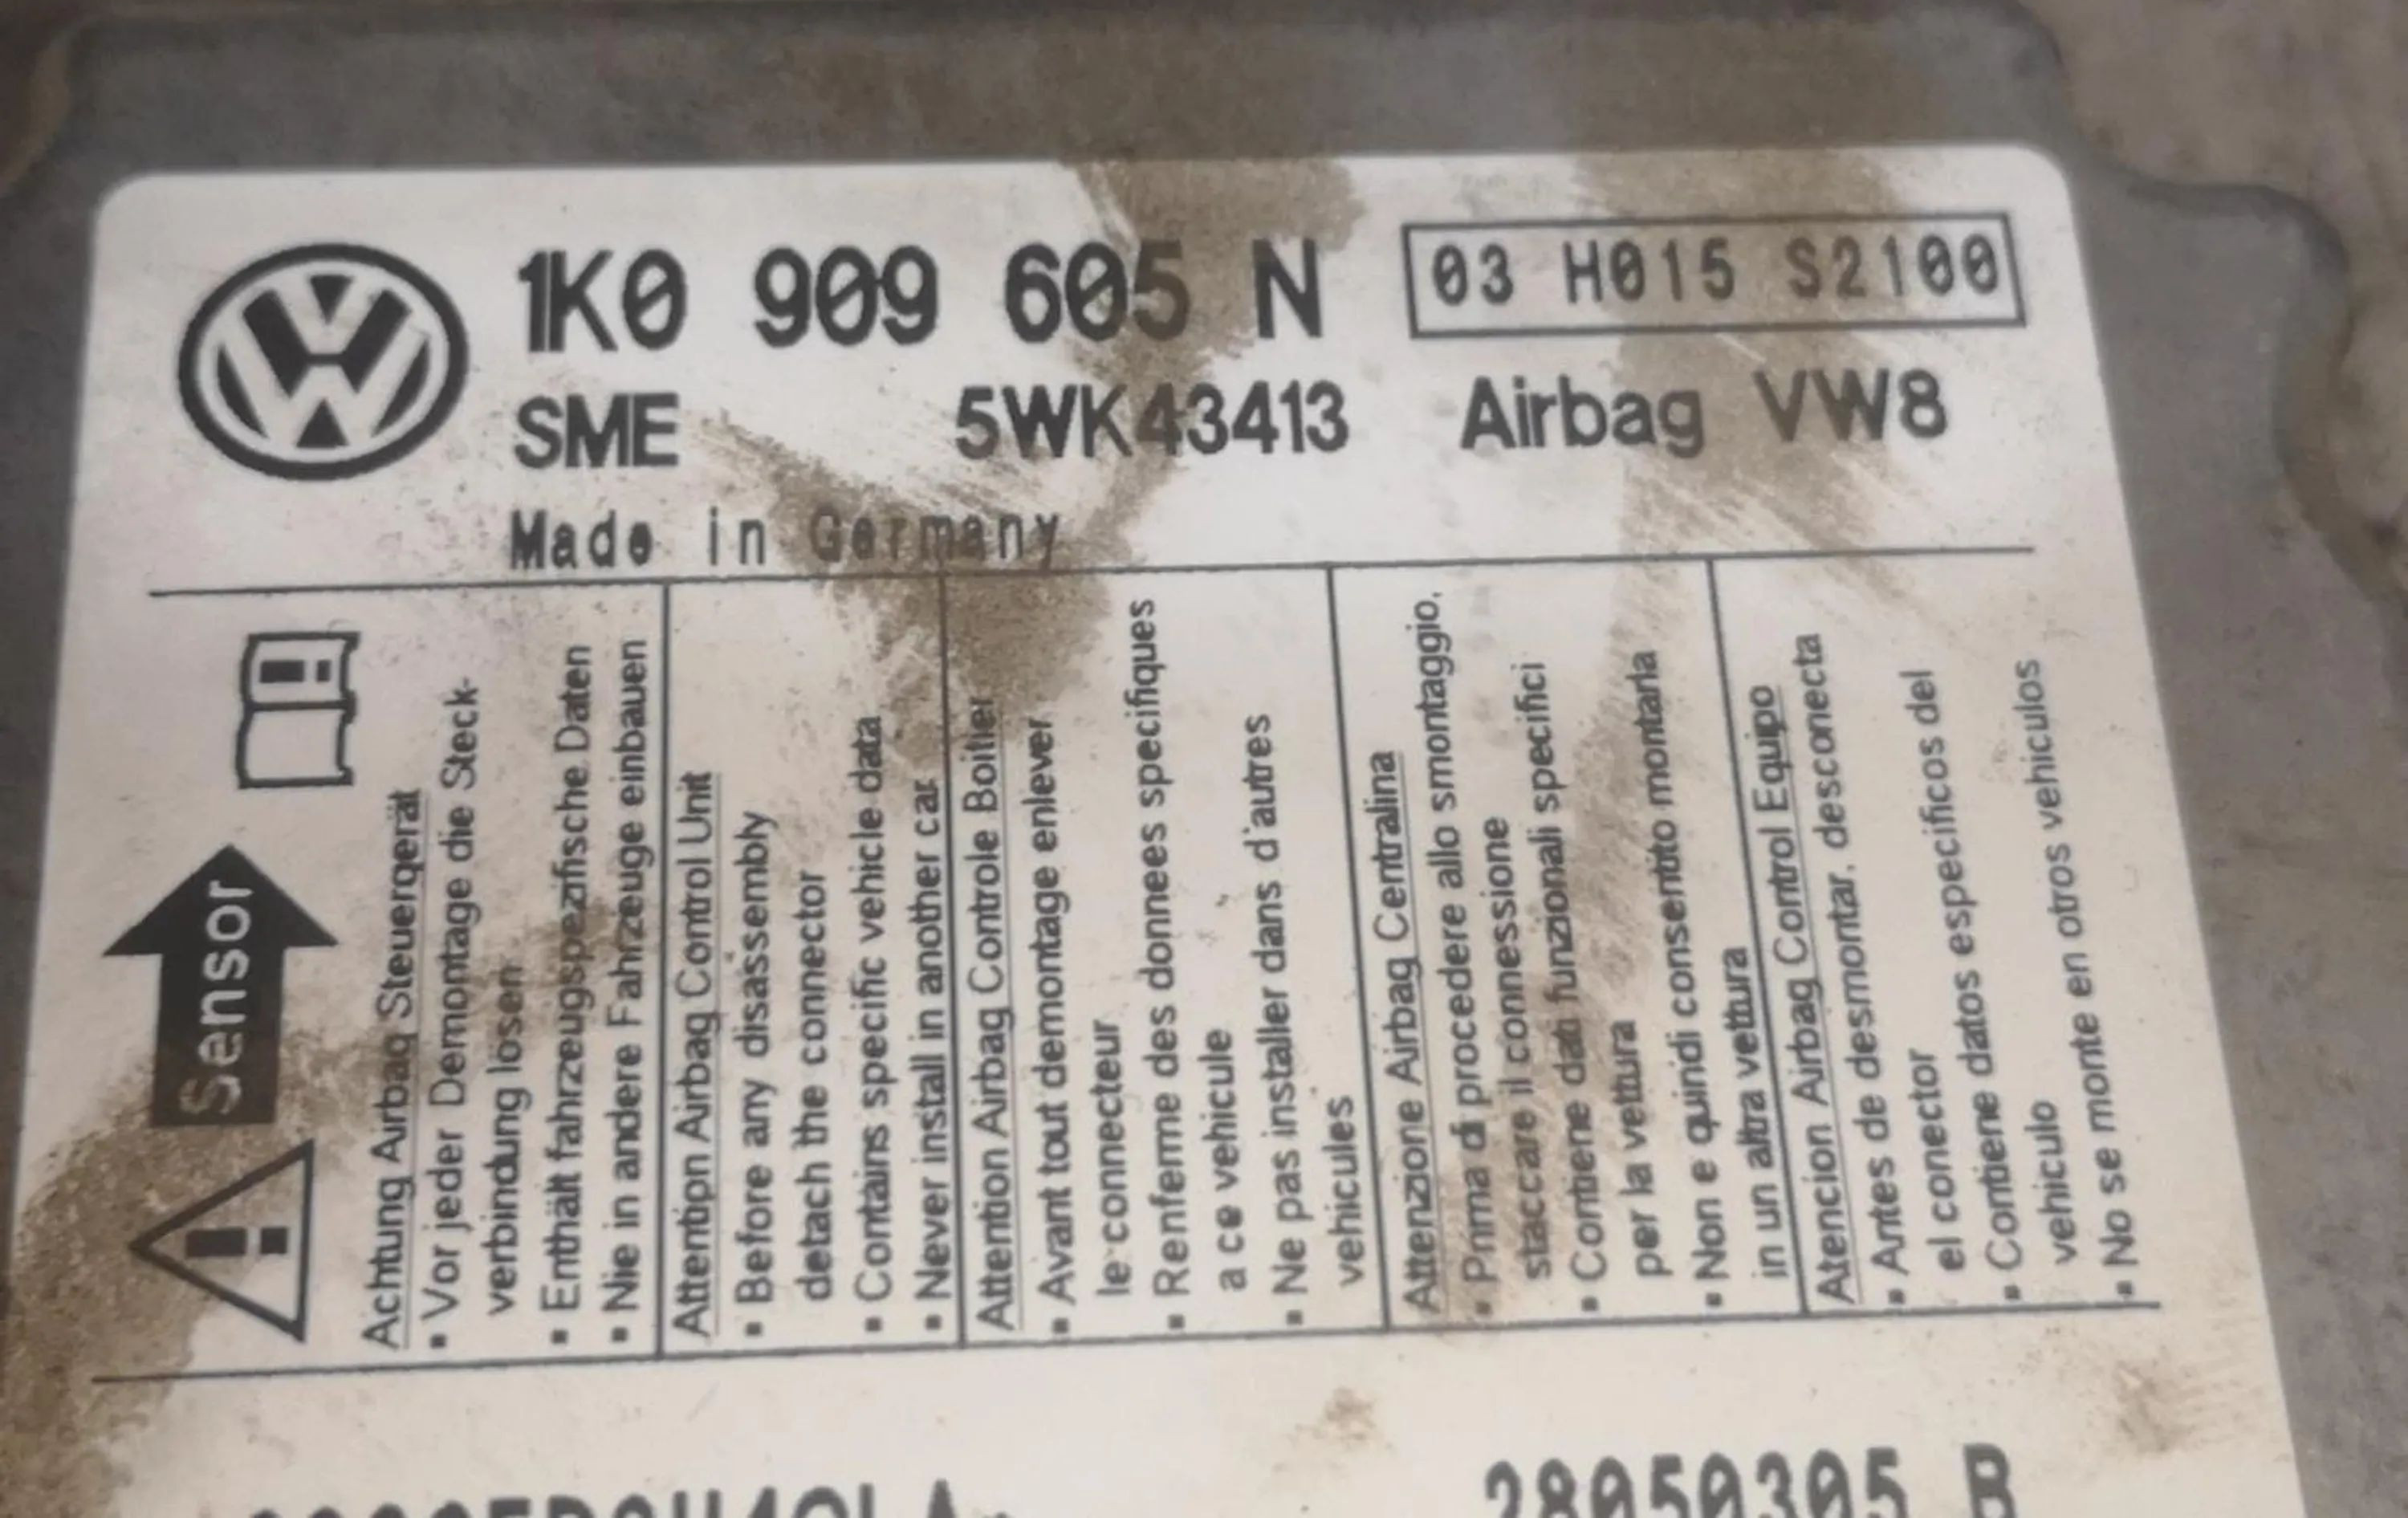 1K0 909 605 N
03 H015 S2100
SME 5WK43413 Airbag VW8
Made in Germany
Sensor
Achtung Airbag Steuergerät
• Vor jeder Demontage die Steck-
verbindung losen
• Enthält fahrzeugspezifische Daten
• Nie in andere Fahrzeuge einbauen
Attention Airbag Control Unit
• Before any disassembly
detach the connector
• Contains specific vehicle data
• Never install in another car
Attention Airbag Controle Boitier
• Avant tout demontage enlever
le connecteur
• Renferme des donnees specifiques
a ce vehicule
• Ne pas installer dans d'autres
vehicules
Attenzione Airbag Centralina
• Prima di procedere allo smontaggio,
staccare il connessione
• Contiene dati funzionali specifici
per la vettura
• Non e quindi consentito montarla
in un altra vettura
Atencion Airbag Control Equipo
• Antes de desmontar, desconecta
el conector
• Contiene datos especificos del
vehiculo
• No se monte en otros vehiculos
28050305 B